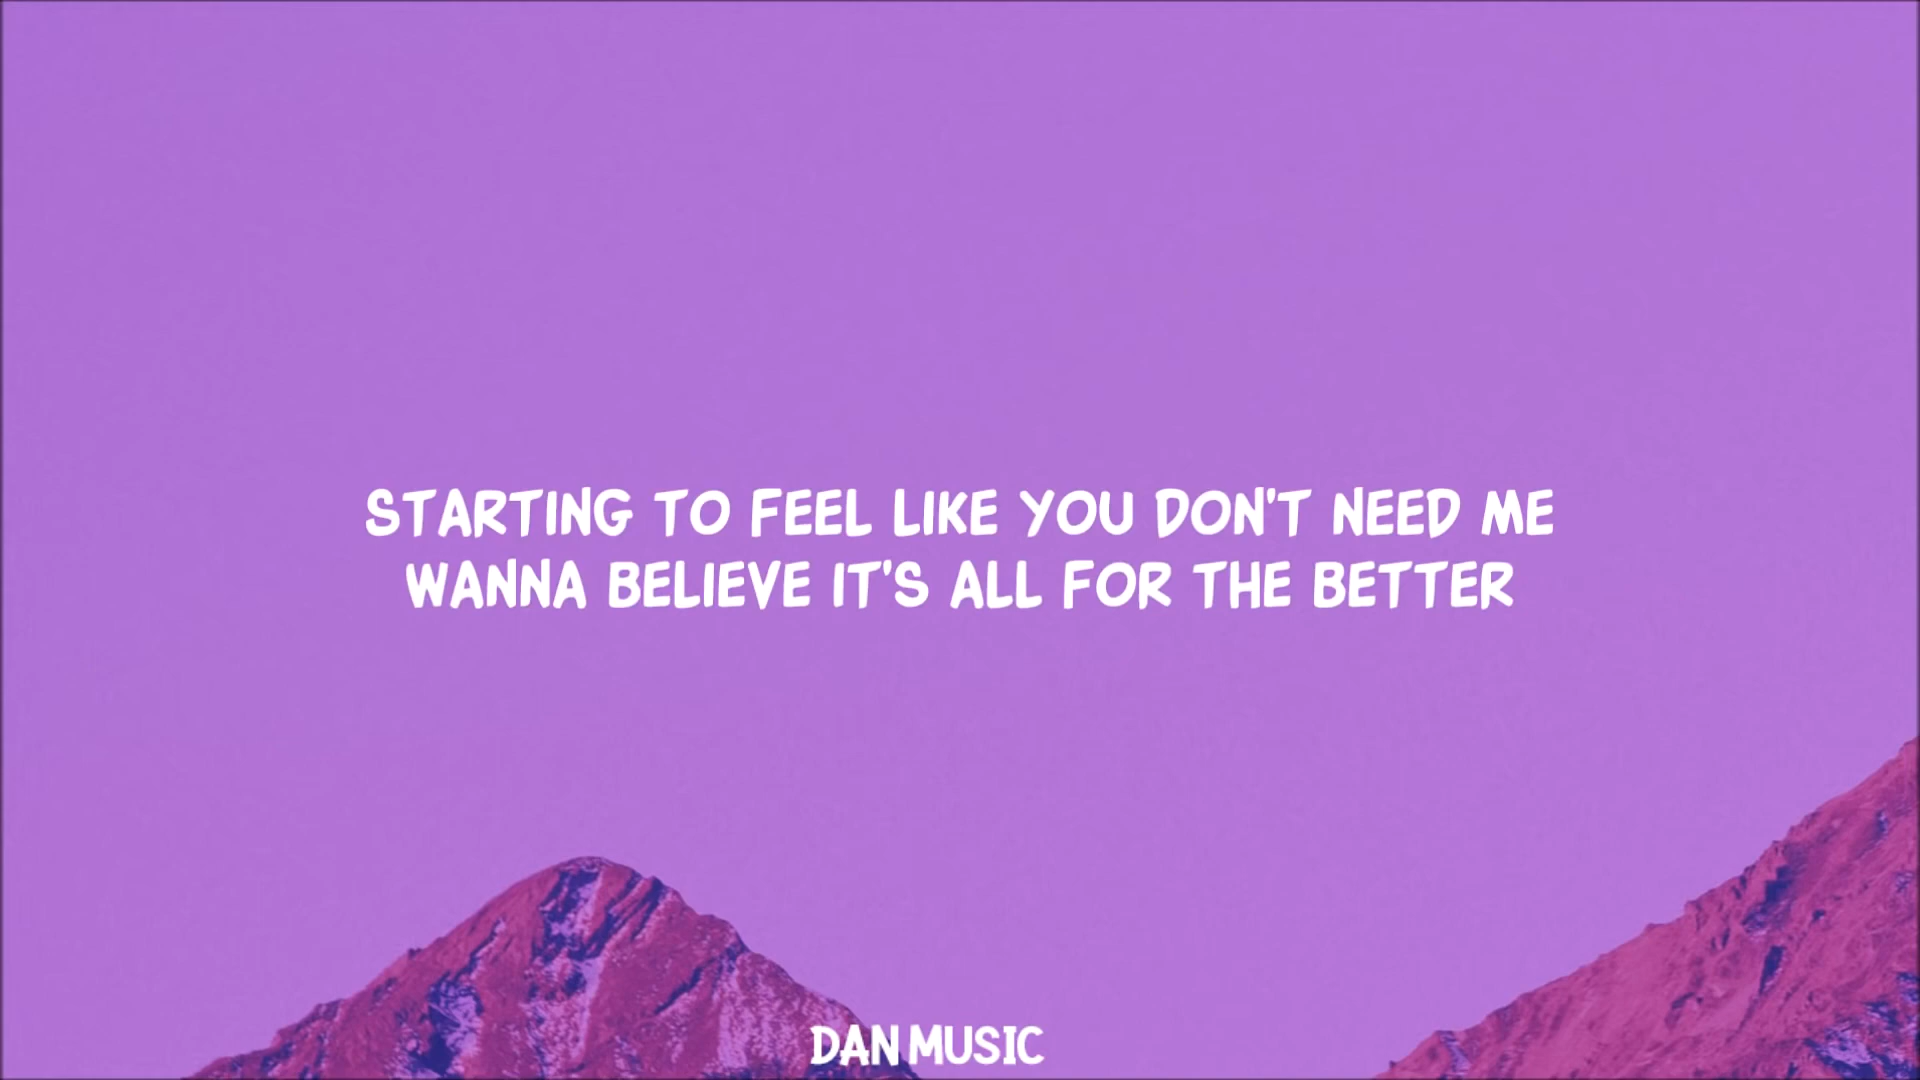 STARTING TO FEEL LIKE YOU DON'T NEED ME
WANNA BELIEVE IT'S ALL FOR THE BETTER
DAN MUSIC